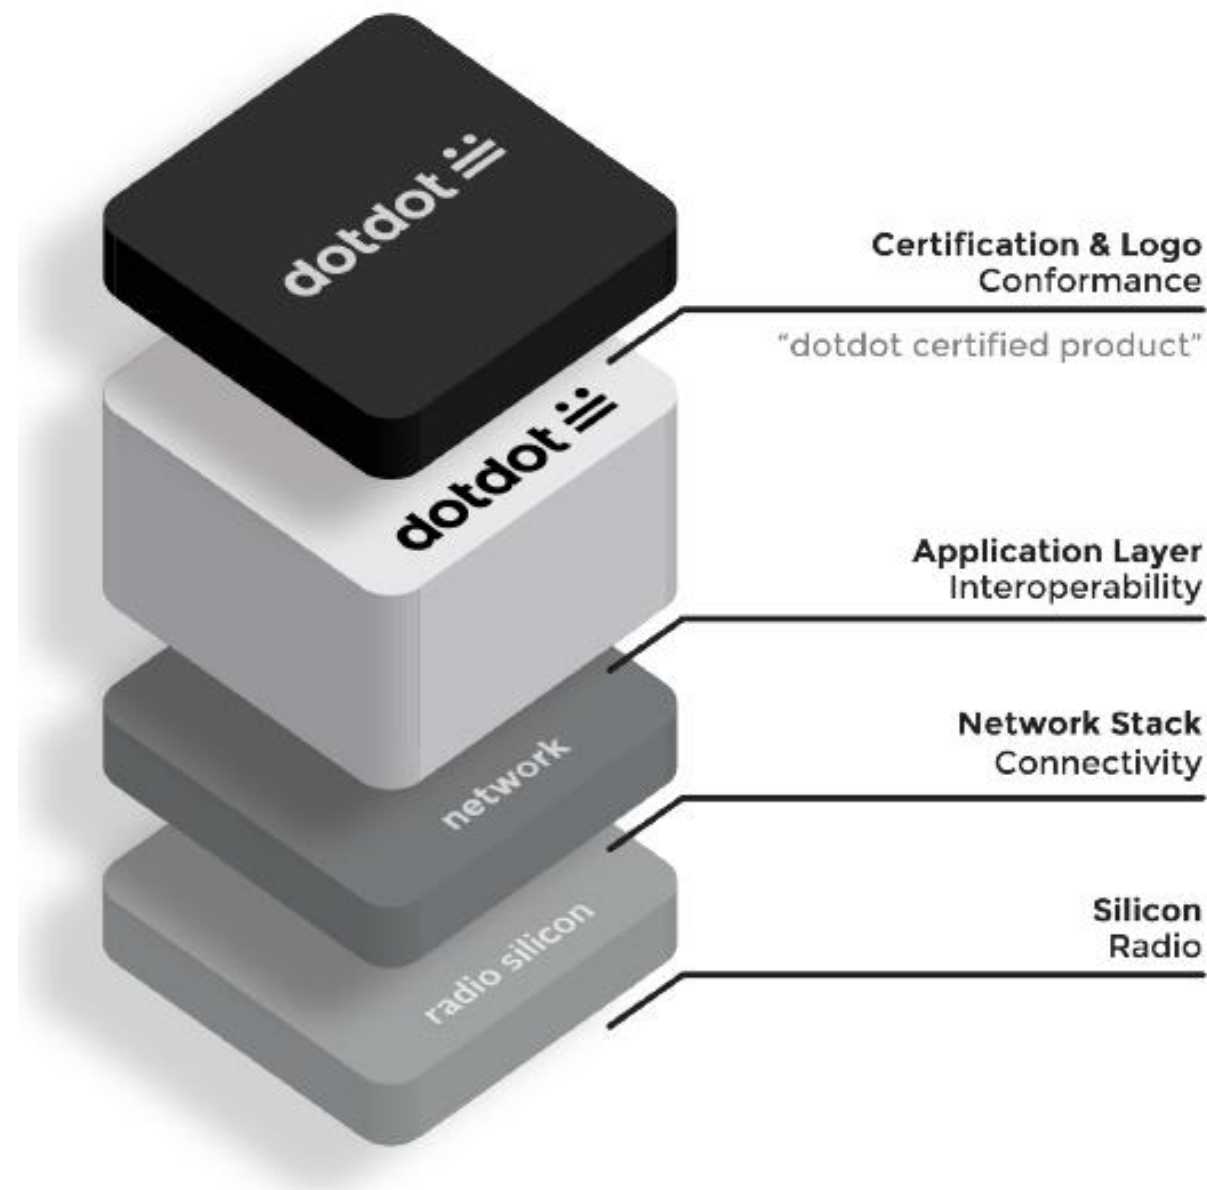 dotdot
Certification & Logo
Conformance
"dotdot certified product"
dotdot
Application Layer
Interoperability
Network Stack
Connectivity
network
Silicon
Radio
radio silicon